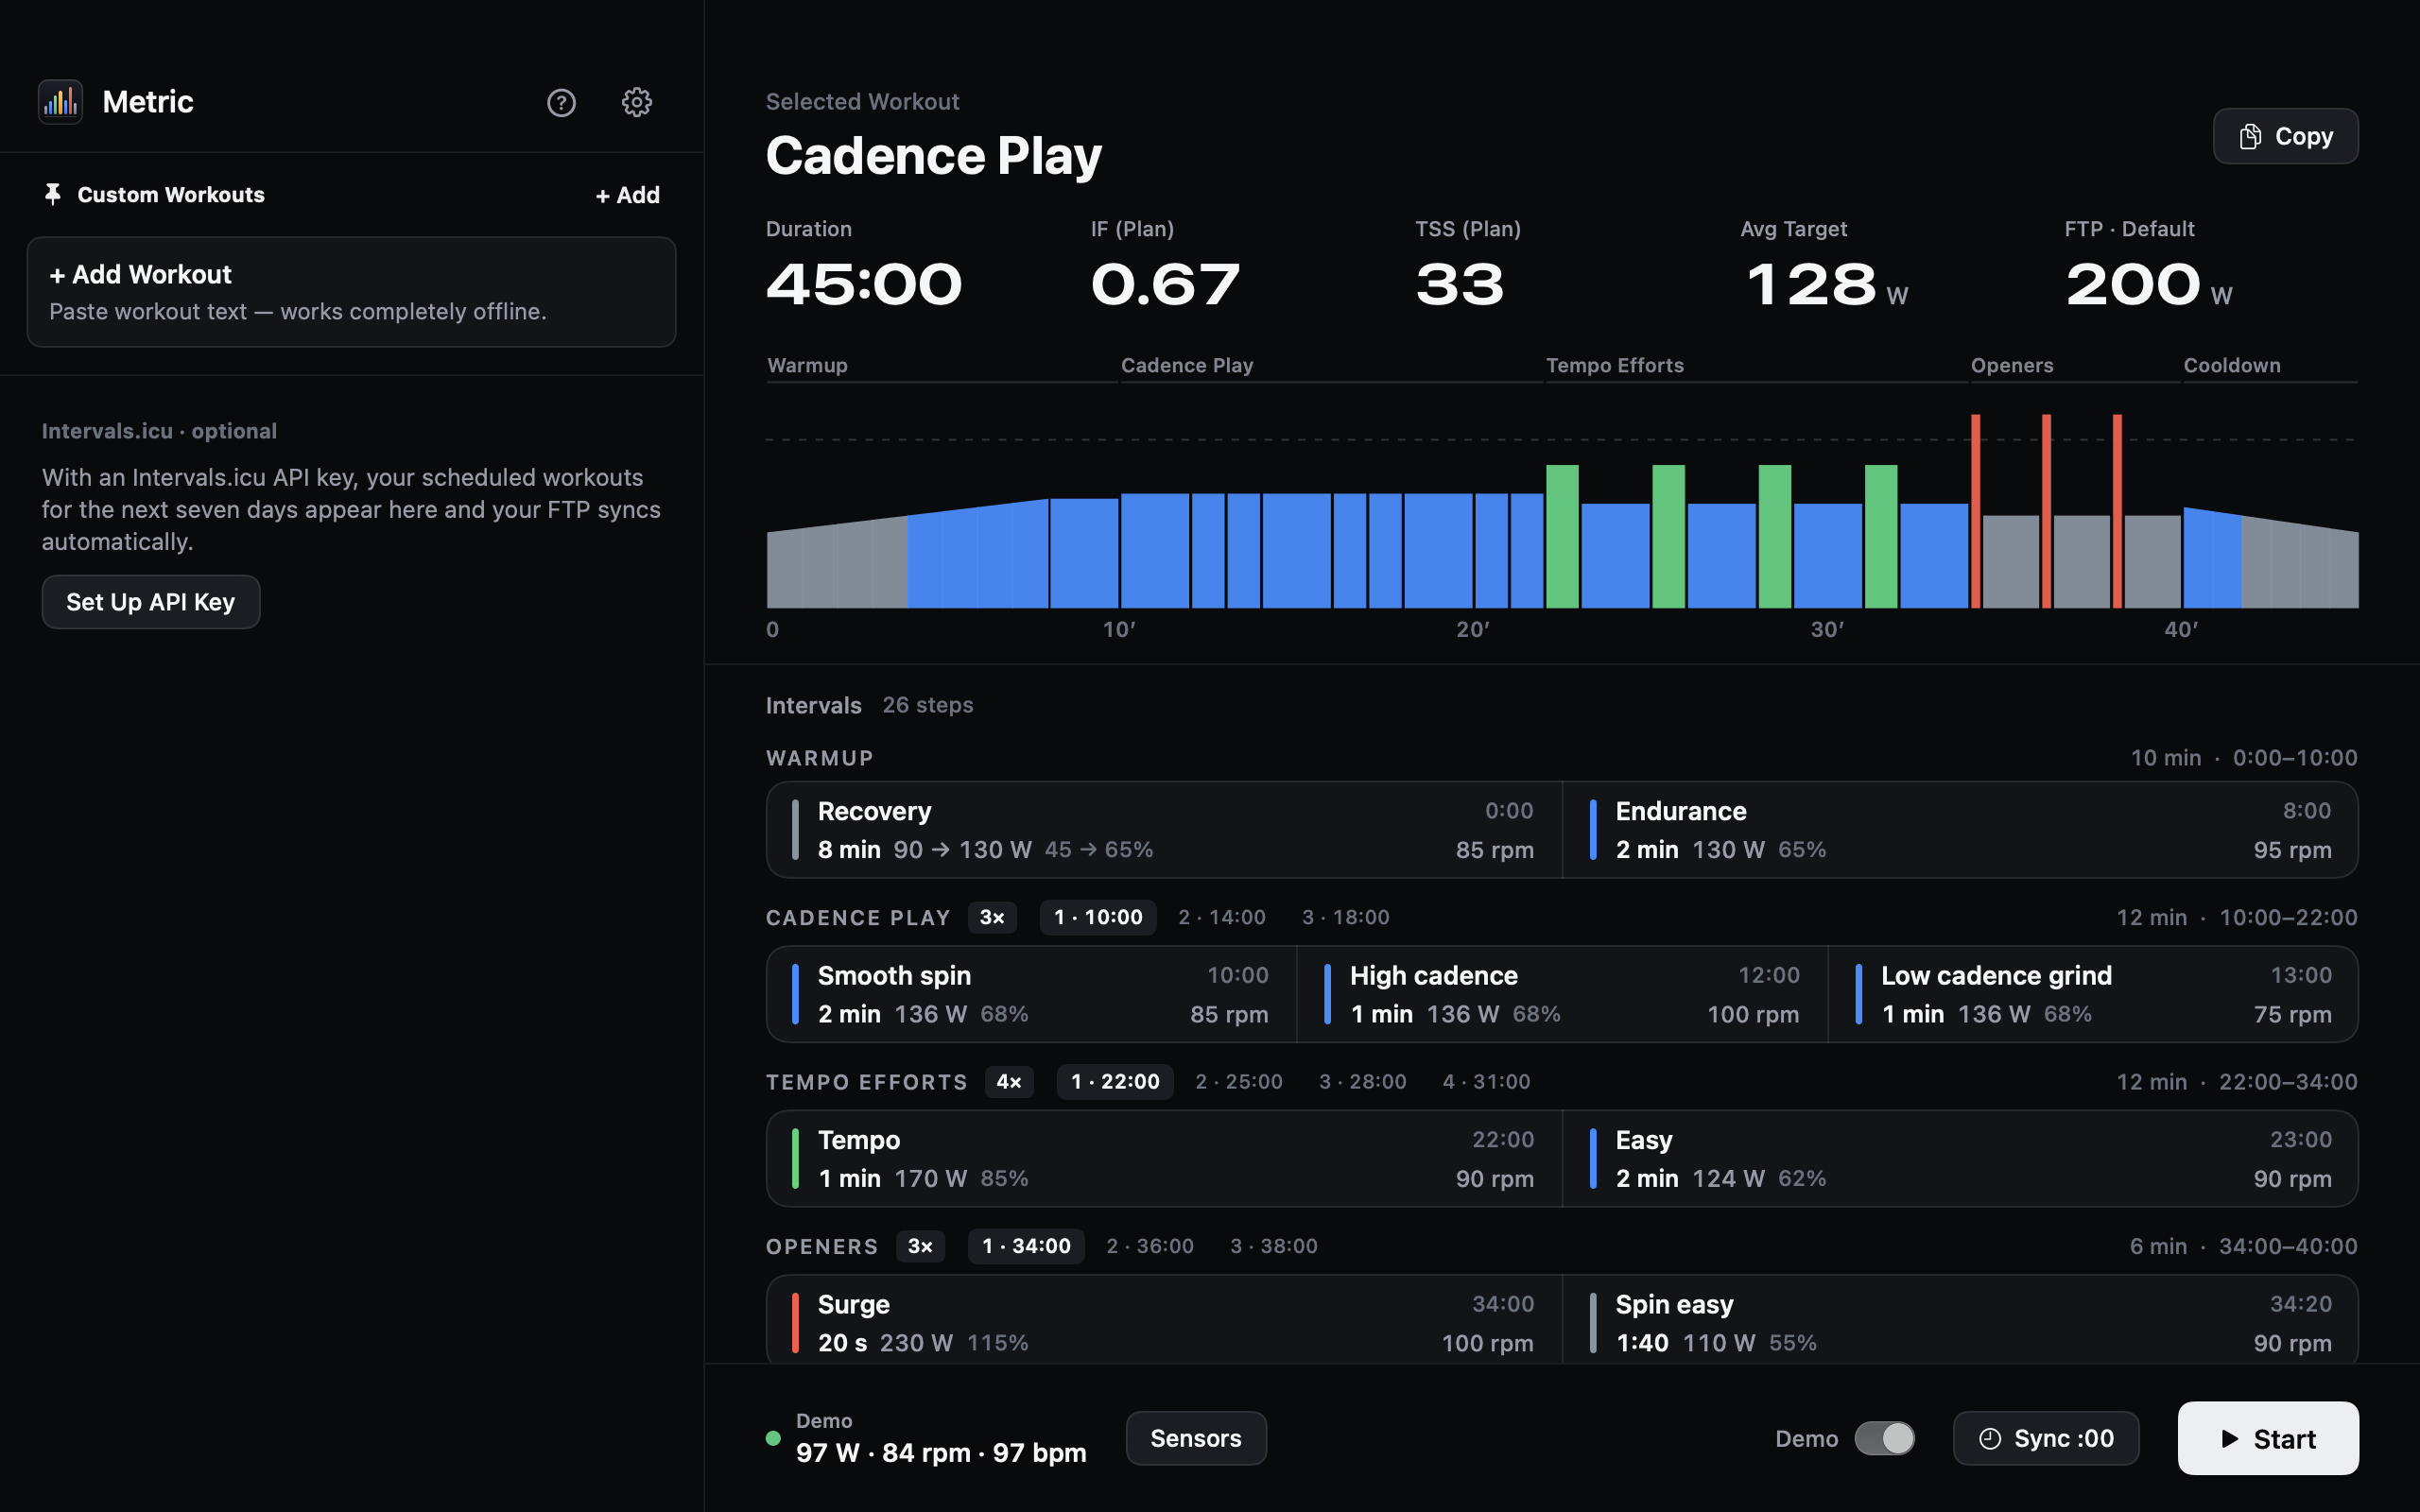 Metric
Custom Workouts
+ Add
+ Add Workout
Paste workout text — works completely offline.
Intervals.icu · optional
With an Intervals.icu API key, your scheduled workouts
for the next seven days appear here and your FTP syncs
automatically.
Set Up API Key
Selected Workout
Cadence Play
Copy
Duration IF (Plan) TSS (Plan) Avg Target FTP · Default
45:00 0.67 33 128 W 200 W
Warmup Cadence Play Tempo Efforts Openers Cooldown
0 10′ 20′ 30′ 40′
Intervals 26 steps
WARMUP 10 min · 0:00–10:00
Recovery 0:00 Endurance 8:00
8 min 90 → 130 W 45 → 65% 85 rpm 2 min 130 W 65% 95 rpm
CADENCE PLAY 3× 1 · 10:00 2 · 14:00 3 · 18:00 12 min · 10:00–22:00
Smooth spin 10:00 High cadence 12:00 Low cadence grind 13:00
2 min 136 W 68% 85 rpm 1 min 136 W 68% 100 rpm 1 min 136 W 68% 75 rpm
TEMPO EFFORTS 4× 1 · 22:00 2 · 25:00 3 · 28:00 4 · 31:00 12 min · 22:00–34:00
Tempo 22:00 Easy 23:00
1 min 170 W 85% 90 rpm 2 min 124 W 62% 90 rpm
OPENERS 3× 1 · 34:00 2 · 36:00 3 · 38:00 6 min · 34:00–40:00
Surge 34:00 Spin easy 34:20
20 s 230 W 115% 100 rpm 1:40 110 W 55% 90 rpm
Demo
97 W · 84 rpm · 97 bpm
Sensors
Demo
Sync :00
Start